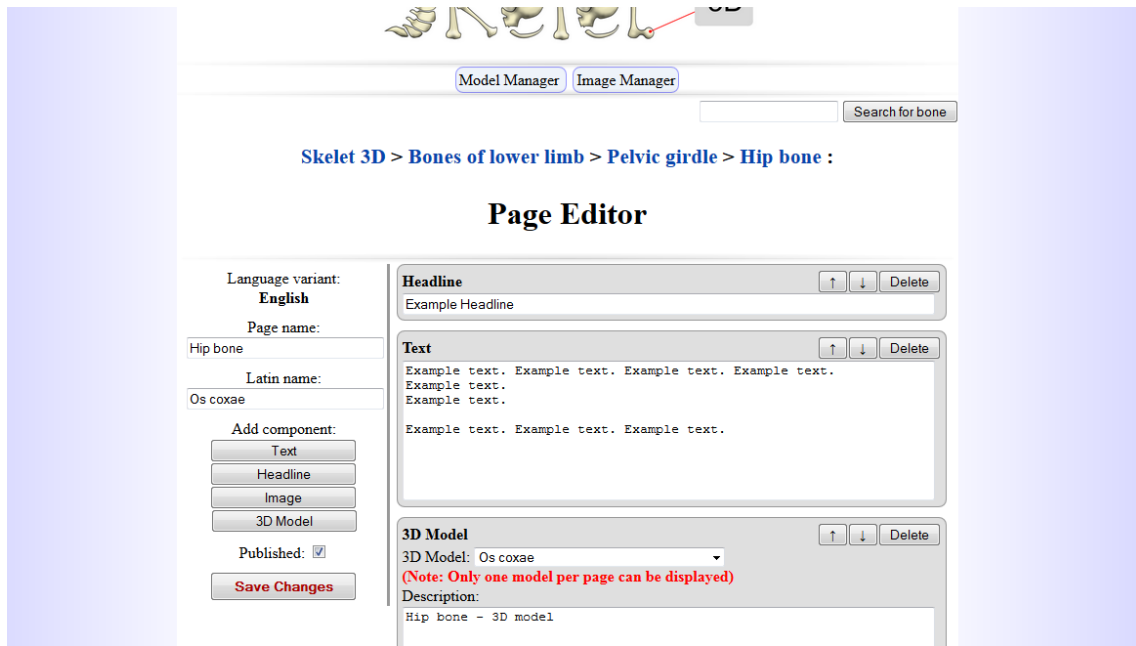 3D
Model Manager Image Manager
Search for bone
Skelet 3D > Bones of lower limb > Pelvic girdle > Hip bone :
Page Editor
Language variant:
English
Page name:
Hip bone
Latin name:
Os coxae
Add component:
Text
Headline
Image
3D Model
Published:
Save Changes
Headline ↑ ↓ Delete
Example Headline
Text ↑ ↓ Delete
Example text. Example text. Example text. Example text.
Example text.
Example text.
Example text. Example text. Example text.
3D Model ↑ ↓ Delete
3D Model: Os coxae
(Note: Only one model per page can be displayed)
Description:
Hip bone - 3D model